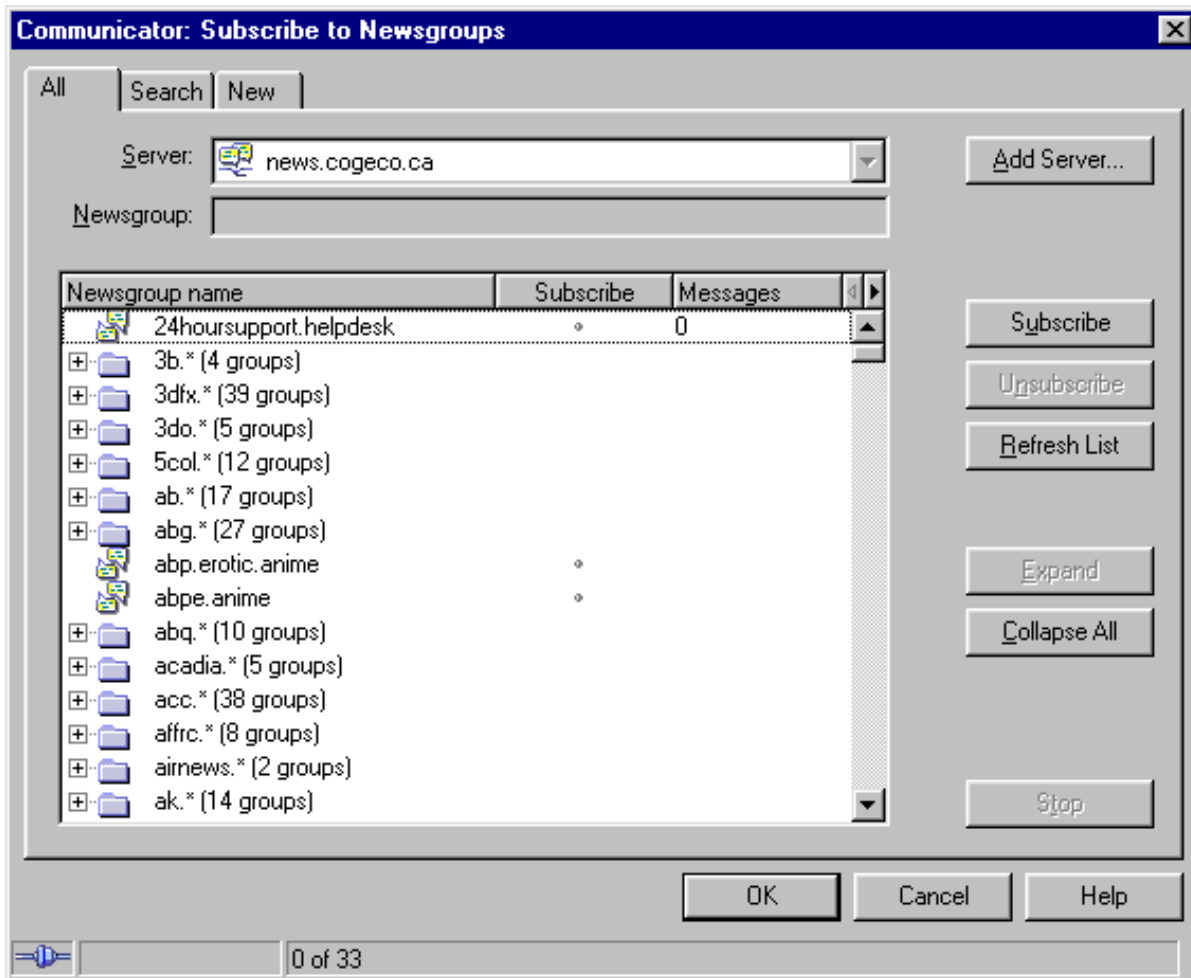 Communicator: Subscribe to Newsgroups
All Search New
Server: news.cogeco.ca Add Server...
Newsgroup:
Newsgroup name Subscribe Messages
24hoursupport.helpdesk 0 Subscribe
3b.* (4 groups)
3dfx.* (39 groups) Unsubscribe
3do.* (5 groups) Refresh List
5col.* (12 groups)
ab.* (17 groups)
abg.* (27 groups)
abp.erotic.anime Expand
abpe.anime
abq.* (10 groups) Collapse All
acadia.* (5 groups)
acc.* (38 groups)
affrc.* (8 groups)
airnews.* (2 groups)
ak.* (14 groups) Stop
OK Cancel Help
0 of 33